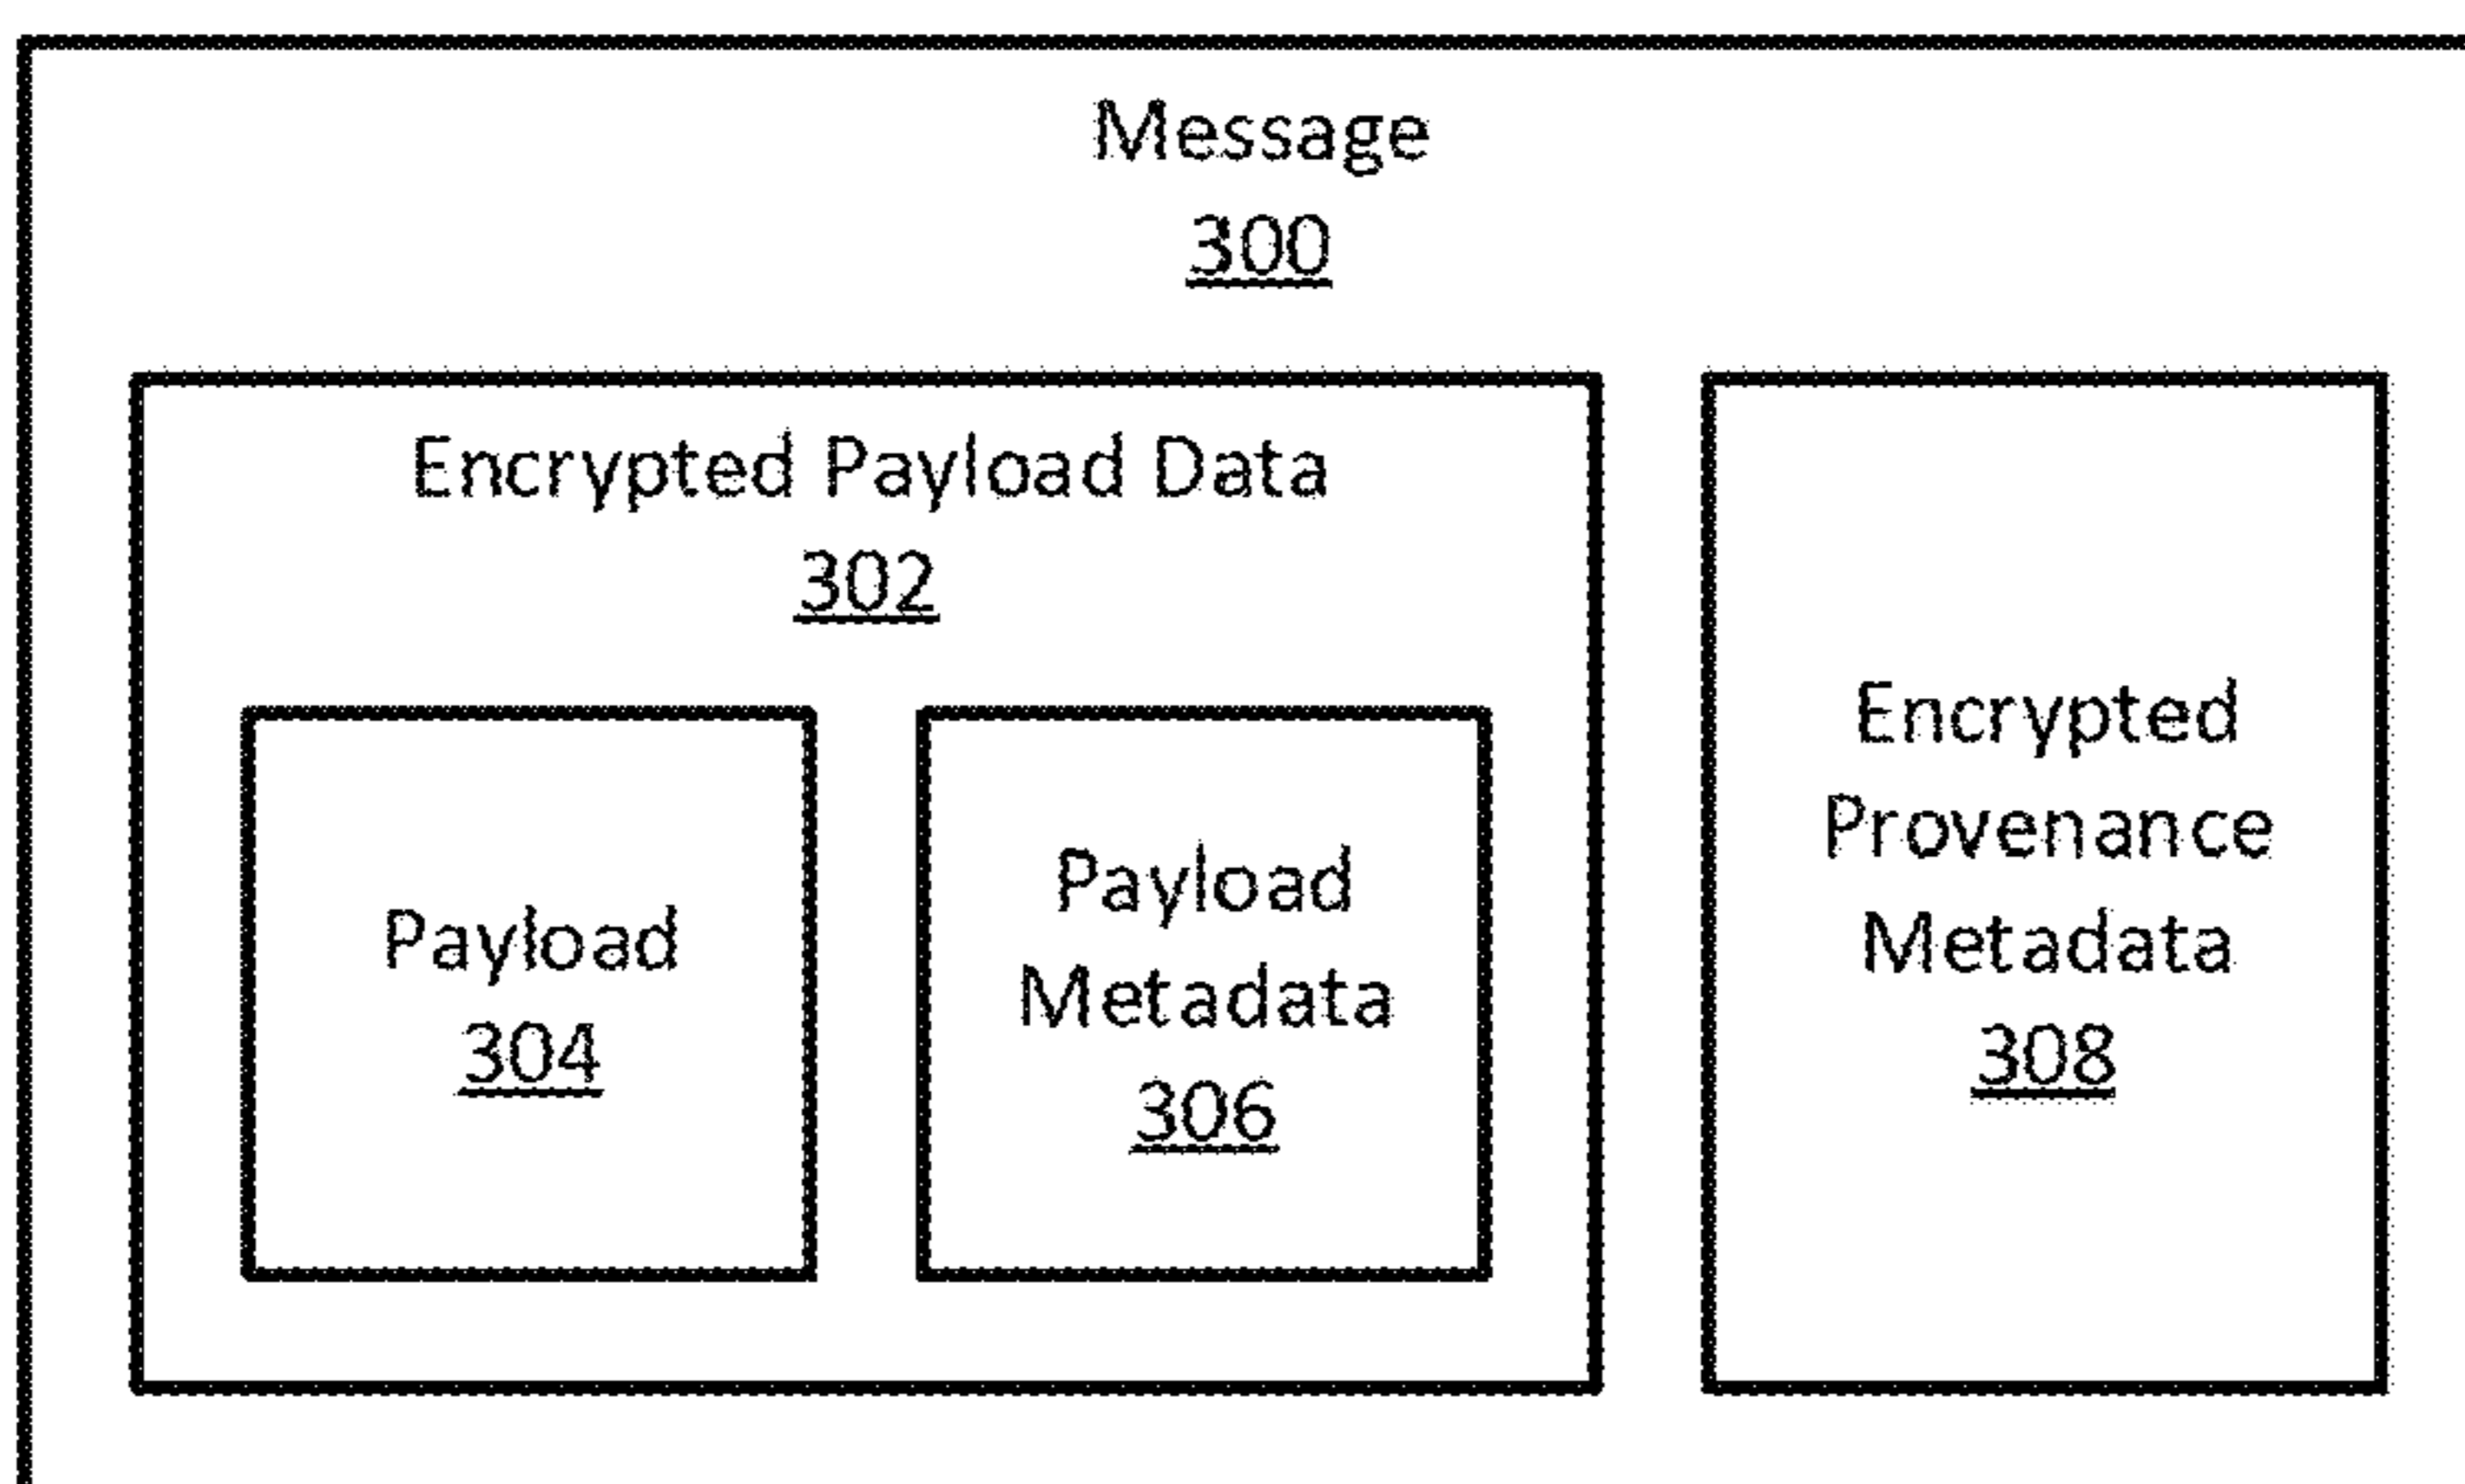 Message
300
Encrypted Payload Data
302
Payload
304
Payload
Metadata
306
Encrypted
Provenance
Metadata
308